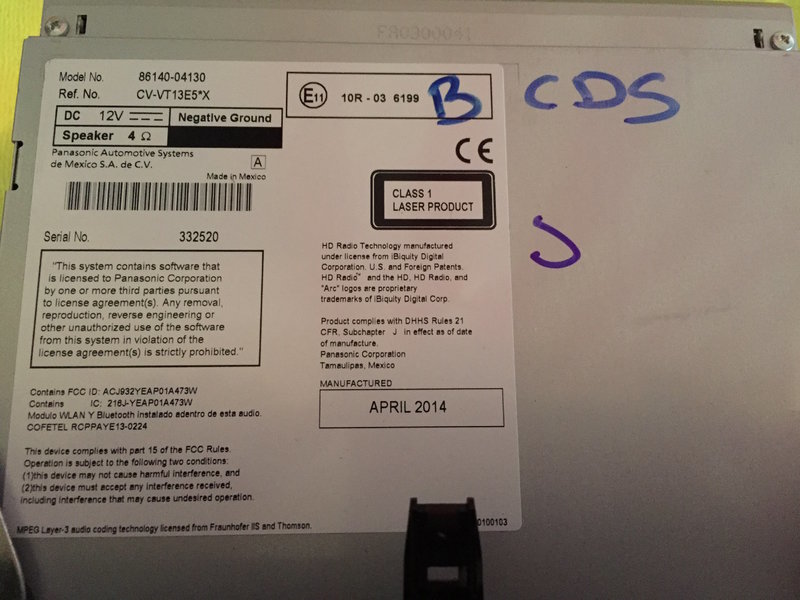 FA0300041
Model No. 86140-04130
Ref. No. CV-VT13E5*X
DC 12V Negative Ground
Speaker 4 Ω
Panasonic Automotive Systems
de Mexico S.A. de C.V.
A
Made in Mexico
Serial No. 332520
"This system contains software that
is licensed to Panasonic Corporation
by one or more third parties pursuant
to license agreement(s). Any removal,
reproduction, reverse engineering or
other unauthorized use of the software
from this system in violation of the
license agreement(s) is strictly prohibited."
Contains FCC ID: ACJ932YEAP01A473W
Contains IC: 216J-YEAP01A473W
Modulo WLAN Y Bluetooth instalado adentro de esta audio.
COFETEL RCPPAYE13-0224
This device complies with part 15 of the FCC Rules.
Operation is subject to the following two conditions:
(1)this device may not cause harmful interference, and
(2)this device must accept any interference received,
including interference that may cause undesired operation.
MPEG Layer-3 audio coding technology licensed from Fraunhofer IIS and Thomson.
E11 10R - 03 6199
B
CE
CLASS 1
LASER PRODUCT
HD Radio Technology manufactured
under license from iBiquity Digital
Corporation. U.S. and Foreign Patents.
HD Radio™ and the HD, HD Radio, and
"Arc" logos are proprietary
trademarks of iBiquity Digital Corp.
Product complies with DHHS Rules 21
CFR, Subchapter J in effect as of date
of manufacture.
Panasonic Corporation
Tamaulipas, Mexico
MANUFACTURED
APRIL 2014
0100103
CDS
J